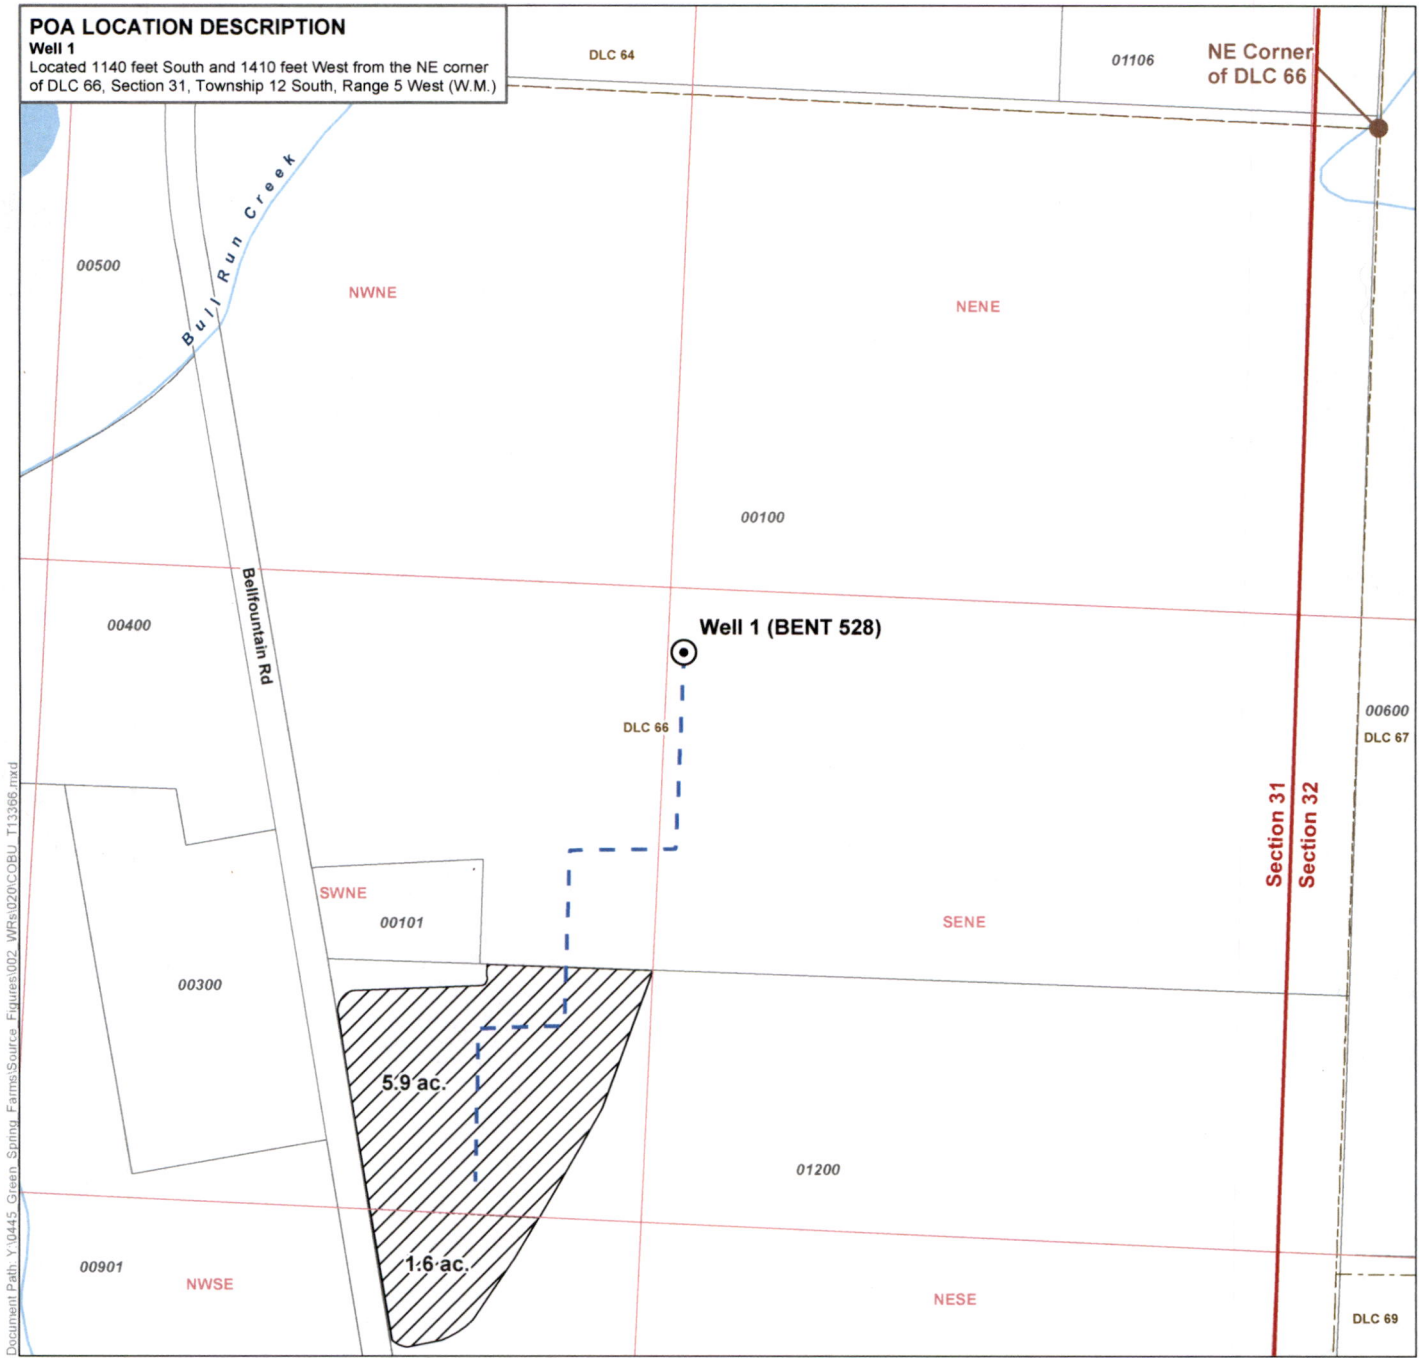 POA LOCATION DESCRIPTION
Well 1
Located 1140 feet South and 1410 feet West from the NE corner
of DLC 66, Section 31, Township 12 South, Range 5 West (W.M.)
DLC 64
01106
NE Corner
of DLC 66
Bull Run Creek
00500
NWNE
NENE
00100
Bellfountain Rd
00400
Well 1 (BENT 528)
DLC 66
00600
DLC 67
Section 31
Section 32
SWNE
00101
SENE
00300
5.9 ac.
01200
1.6 ac.
00901
NWSE
NESE
DLC 69
Document Path: Y:\0445_Green_Spring_Farms\Source_Figures\002_WRs\020\COBU_T13366.mxd